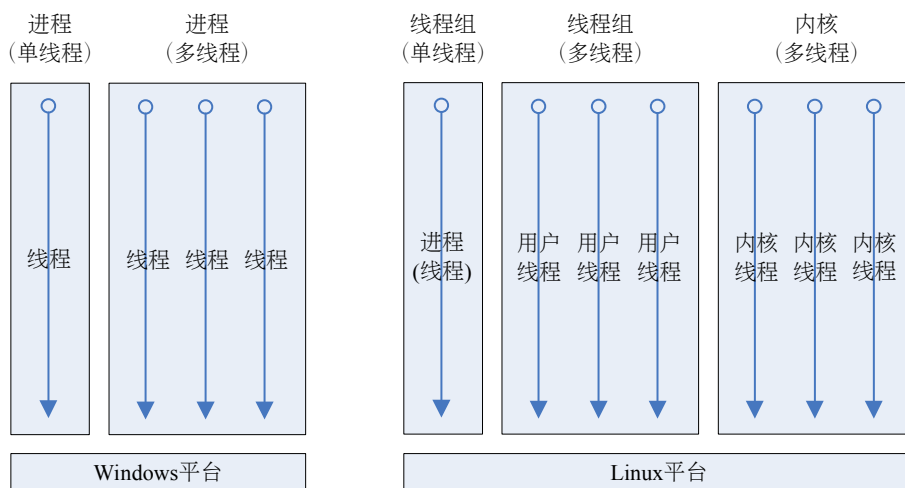 进程
（单线程）
进程
（多线程）
线程组
（单线程）
线程组
（多线程）
内核
（多线程）
线程
线程
线程
线程
进程
(线程)
用户
线程
用户
线程
用户
线程
内核
线程
内核
线程
内核
线程
Windows平台
Linux平台